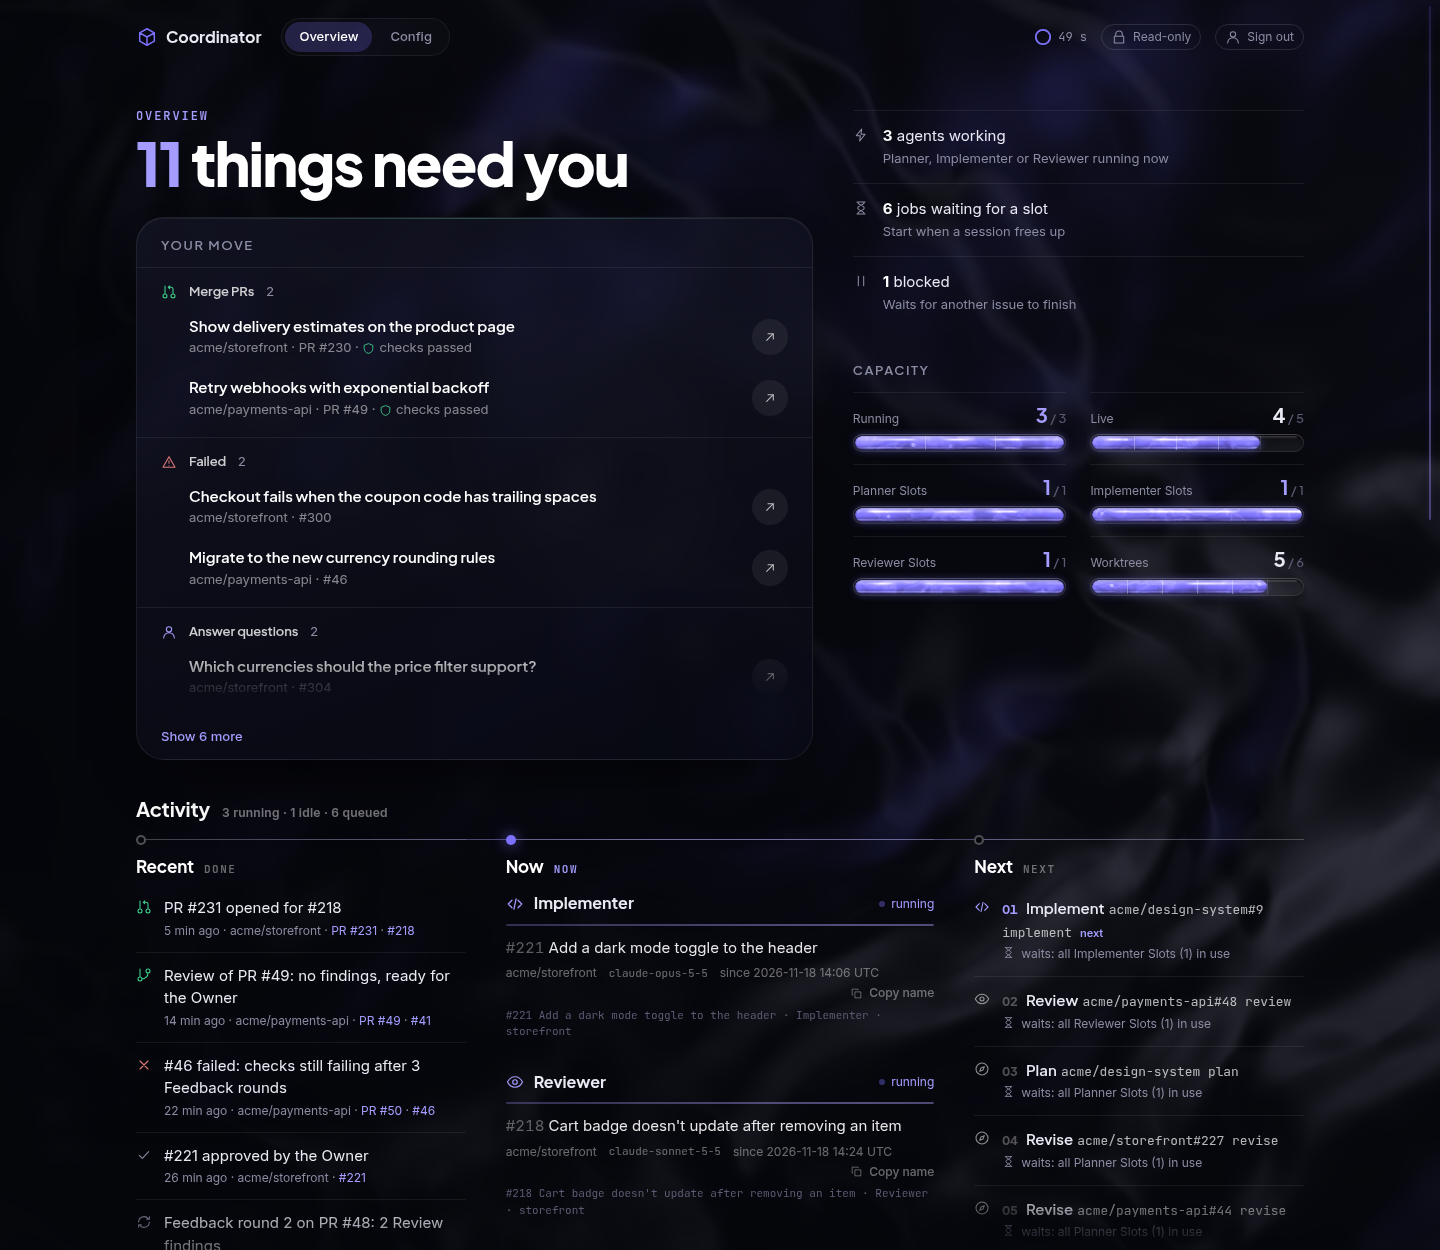 Coordinator
Overview
Config
49 s
Read-only
Sign out
OVERVIEW
11 things need you
YOUR MOVE
Merge PRs 2
Show delivery estimates on the product page
acme/storefront · PR #230 · checks passed
Retry webhooks with exponential backoff
acme/payments-api · PR #49 · checks passed
Failed 2
Checkout fails when the coupon code has trailing spaces
acme/storefront · #300
Migrate to the new currency rounding rules
acme/payments-api · #46
Answer questions 2
Which currencies should the price filter support?
acme/storefront · #304
Show 6 more
3 agents working
Planner, Implementer or Reviewer running now
6 jobs waiting for a slot
Start when a session frees up
1 blocked
Waits for another issue to finish
CAPACITY
Running 3 / 3
Live 4 / 5
Planner Slots 1 / 1
Implementer Slots 1 / 1
Reviewer Slots 1 / 1
Worktrees 5 / 6
Activity 3 running · 1 idle · 6 queued
Recent DONE
PR #231 opened for #218
5 min ago · acme/storefront · PR #231 · #218
Review of PR #49: no findings, ready for
the Owner
14 min ago · acme/payments-api · PR #49 · #41
#46 failed: checks still failing after 3
Feedback rounds
22 min ago · acme/payments-api · PR #50 · #46
#221 approved by the Owner
26 min ago · acme/storefront · #221
Feedback round 2 on PR #48: 2 Review
findings
Now NOW
Implementer
running
#221 Add a dark mode toggle to the header
acme/storefront claude-opus-5-5 since 2026-11-18 14:06 UTC
Copy name
#221 Add a dark mode toggle to the header · Implementer ·
storefront
Reviewer
running
#218 Cart badge doesn't update after removing an item
acme/storefront claude-sonnet-5-5 since 2026-11-18 14:24 UTC
Copy name
#218 Cart badge doesn't update after removing an item · Reviewer
· storefront
Next NEXT
01 Implement acme/design-system#9
implement next
waits: all Implementer Slots (1) in use
02 Review acme/payments-api#48 review
waits: all Reviewer Slots (1) in use
03 Plan acme/design-system plan
waits: all Planner Slots (1) in use
04 Revise acme/storefront#227 revise
waits: all Planner Slots (1) in use
05 Revise acme/payments-api#44 revise
waits: all Planner Slots (1) in use